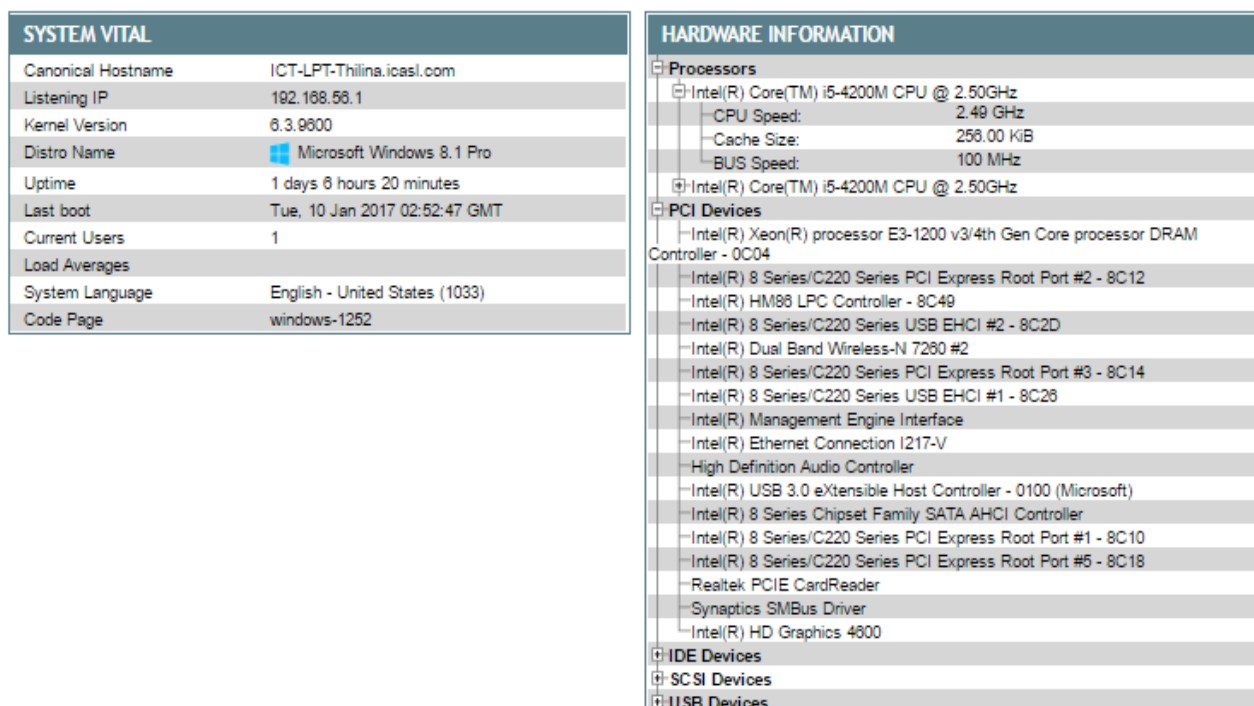 SYSTEM VITAL
Canonical Hostname ICT-LPT-Thilina.icasl.com
Listening IP 192.168.56.1
Kernel Version 6.3.9600
Distro Name Microsoft Windows 8.1 Pro
Uptime 1 days 6 hours 20 minutes
Last boot Tue, 10 Jan 2017 02:52:47 GMT
Current Users 1
Load Averages
System Language English - United States (1033)
Code Page windows-1252
HARDWARE INFORMATION
Processors
Intel(R) Core(TM) i5-4200M CPU @ 2.50GHz
CPU Speed: 2.49 GHz
Cache Size: 256.00 KiB
BUS Speed: 100 MHz
Intel(R) Core(TM) i5-4200M CPU @ 2.50GHz
PCI Devices
Intel(R) Xeon(R) processor E3-1200 v3/4th Gen Core processor DRAM
Controller - 0C04
Intel(R) 8 Series/C220 Series PCI Express Root Port #2 - 8C12
Intel(R) HM86 LPC Controller - 8C49
Intel(R) 8 Series/C220 Series USB EHCI #2 - 8C2D
Intel(R) Dual Band Wireless-N 7260 #2
Intel(R) 8 Series/C220 Series PCI Express Root Port #3 - 8C14
Intel(R) 8 Series/C220 Series USB EHCI #1 - 8C26
Intel(R) Management Engine Interface
Intel(R) Ethernet Connection I217-V
High Definition Audio Controller
Intel(R) USB 3.0 eXtensible Host Controller - 0100 (Microsoft)
Intel(R) 8 Series Chipset Family SATA AHCI Controller
Intel(R) 8 Series/C220 Series PCI Express Root Port #1 - 8C10
Intel(R) 8 Series/C220 Series PCI Express Root Port #5 - 8C18
Realtek PCIE CardReader
Synaptics SMBus Driver
Intel(R) HD Graphics 4600
IDE Devices
SCSI Devices
USB Devices